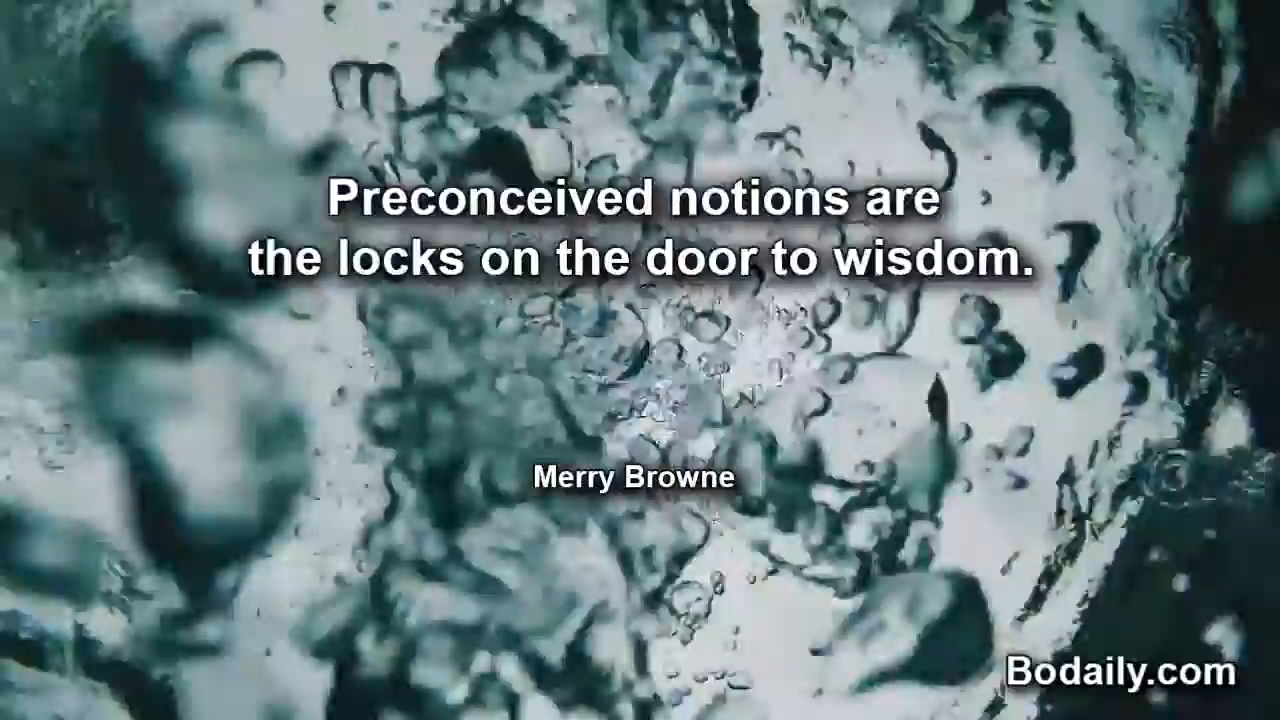 Preconceived notions are
the locks on the door to wisdom.
Merry Browne
Bodaily.com